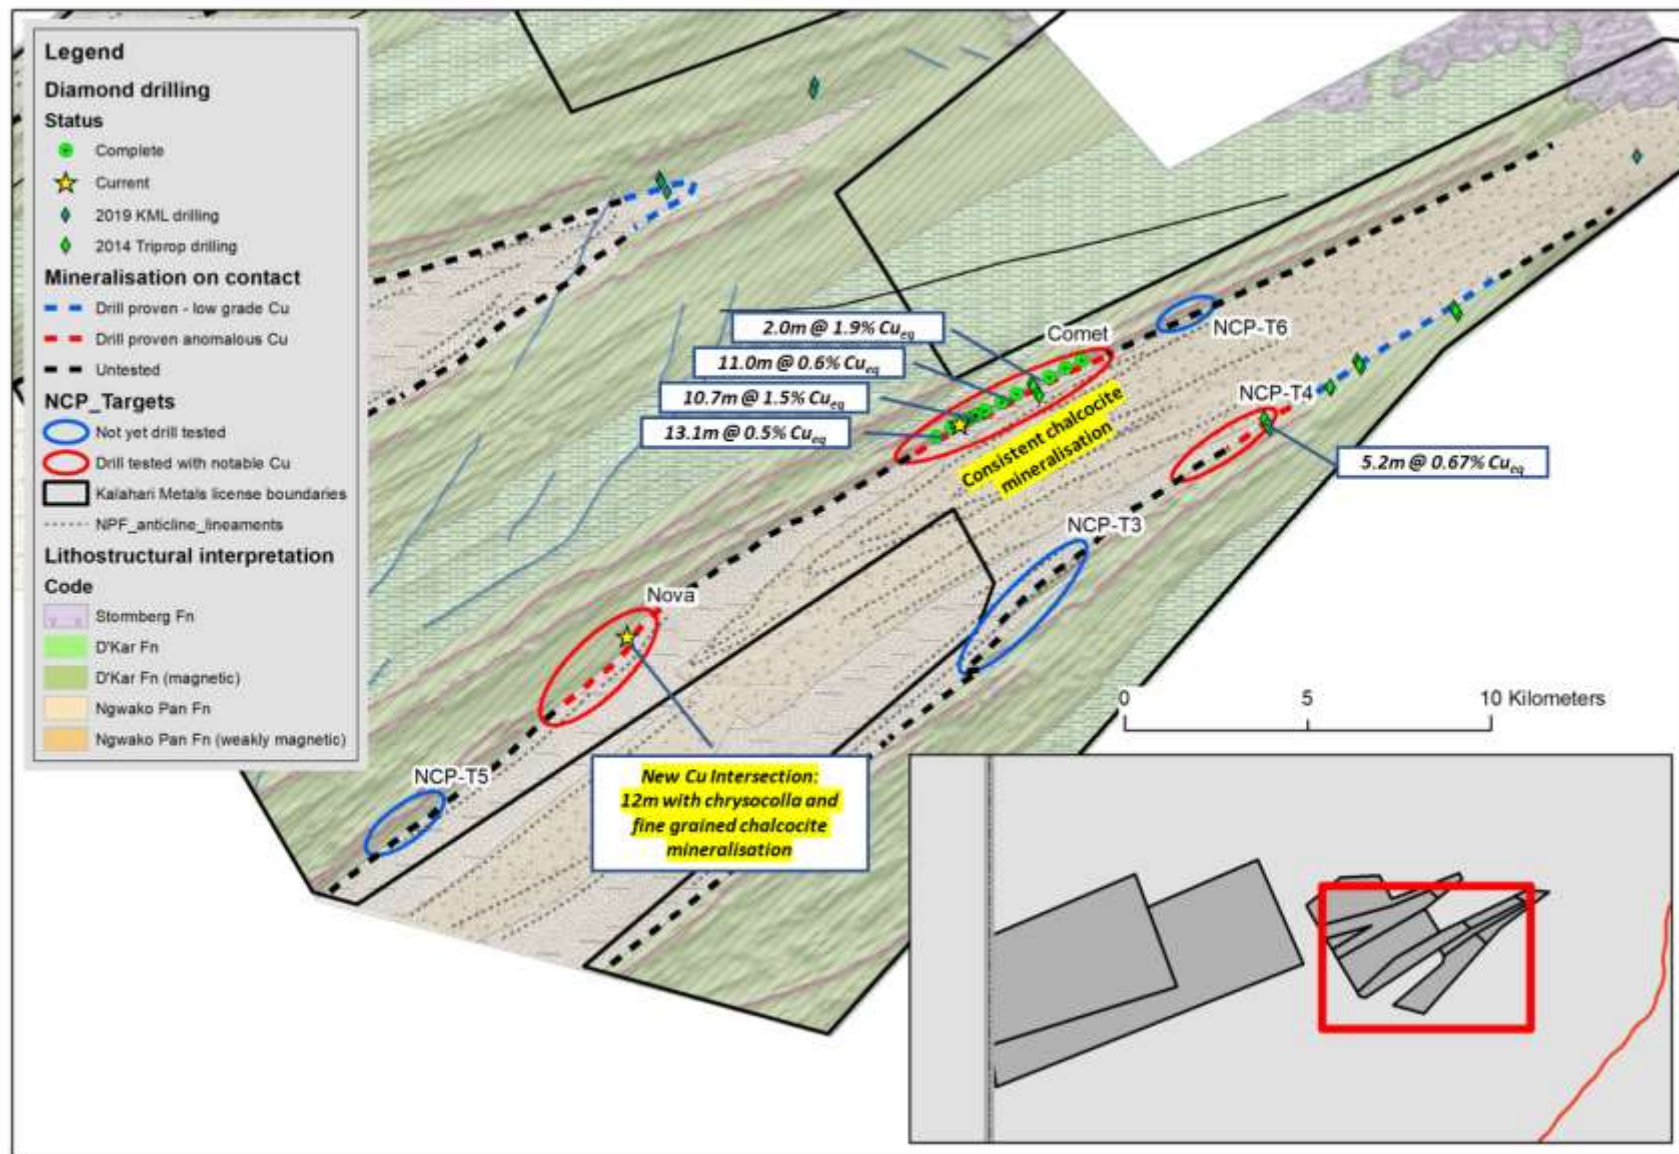 Legend
Diamond drilling
Status
Complete
Current
2019 KML drilling
2014 Triprop drilling
Mineralisation on contact
Drill proven - low grade Cu
Drill proven anomalous Cu
Untested
NCP_Targets
Not yet drill tested
Drill tested with notable Cu
Kalahari Metals license boundaries
NPF_anticline_lineaments
Lithostructural interpretation
Code
Stormberg Fn
D'Kar Fn
D'Kar Fn (magnetic)
Ngwako Pan Fn
Ngwako Pan Fn (weakly magnetic)
2.0m @ 1.9% Cueq
11.0m @ 0.6% Cueq
10.7m @ 1.5% Cueq
13.1m @ 0.5% Cueq
Comet
NCP-T6
Consistent chalcocite
mineralisation
NCP-T4
5.2m @ 0.67% Cueq
NCP-T3
Nova
NCP-T5
New Cu Intersection:
12m with chrysocolla and
fine grained chalcocite
mineralisation
0 5 10 Kilometers